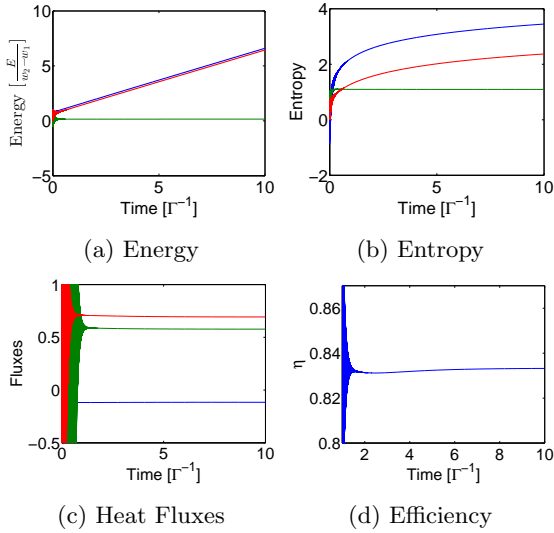 10
5
0
−5
0
5
10
Energy [E / w₂−w₁]
Time [Γ⁻¹]
(a) Energy
6
4
2
0
−2
0
5
10
Entropy
Time [Γ⁻¹]
(b) Entropy
1
0.5
0
−0.5
0
5
10
Fluxes
Time [Γ⁻¹]
(c) Heat Fluxes
0.86
0.84
0.82
0.8
2
4
6
8
10
η
Time [Γ⁻¹]
(d) Efficiency